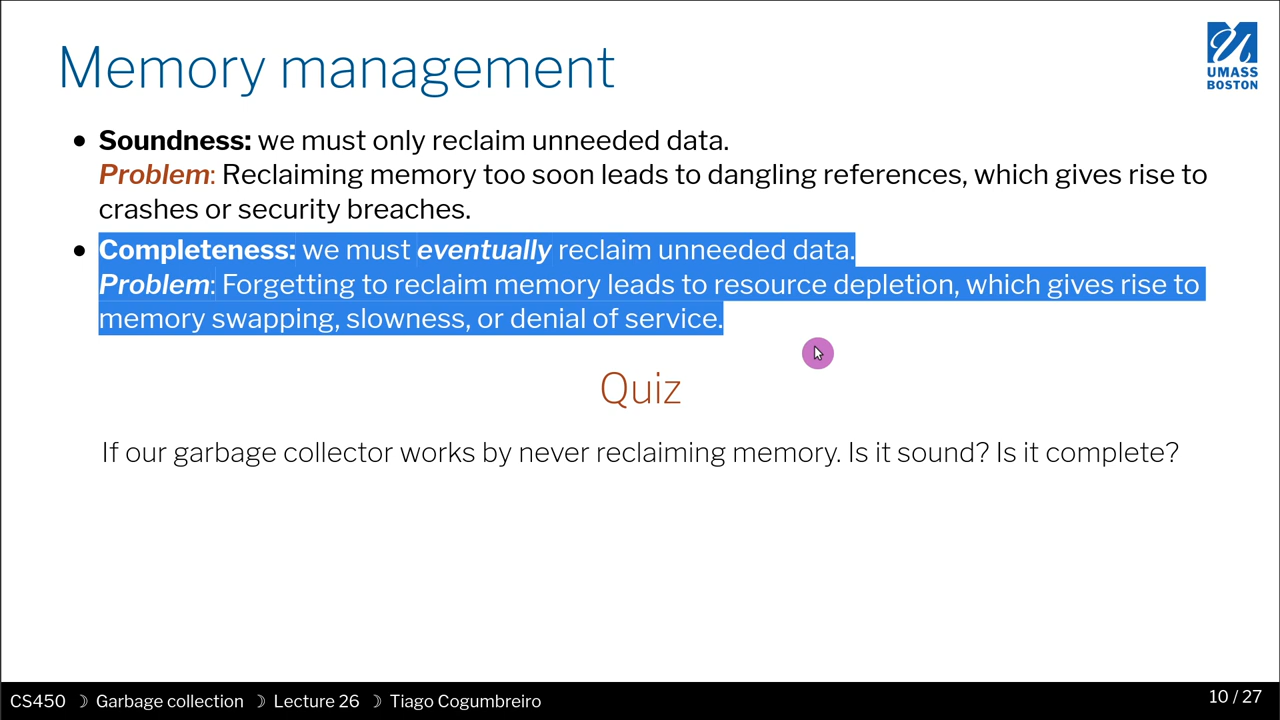 Memory management
UMASS
BOSTON
• Soundness: we must only reclaim unneeded data.
Problem: Reclaiming memory too soon leads to dangling references, which gives rise to
crashes or security breaches.
• Completeness: we must eventually reclaim unneeded data.
Problem: Forgetting to reclaim memory leads to resource depletion, which gives rise to
memory swapping, slowness, or denial of service.
Quiz
If our garbage collector works by never reclaiming memory. Is it sound? Is it complete?
CS450 ☽ Garbage collection ☽ Lecture 26 ☽ Tiago Cogumbreiro
10 / 27